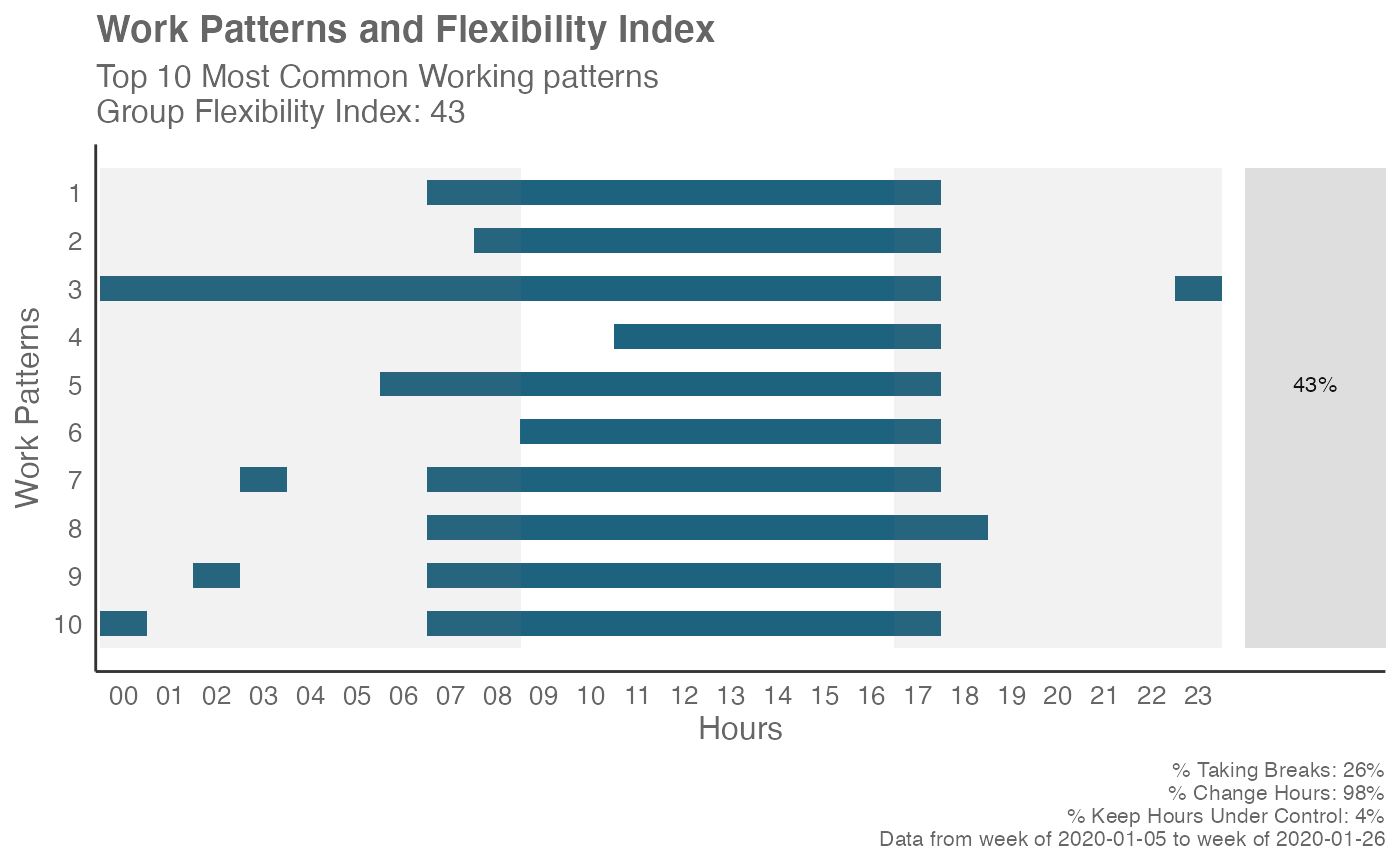 Work Patterns and Flexibility Index
Top 10 Most Common Working patterns
Group Flexibility Index: 43
Work Patterns
1
2
3
4
5
6
7
8
9
10
43%
00 01 02 03 04 05 06 07 08 09 10 11 12 13 14 15 16 17 18 19 20 21 22 23
Hours
% Taking Breaks: 26%
% Change Hours: 98%
% Keep Hours Under Control: 4%
Data from week of 2020-01-05 to week of 2020-01-26